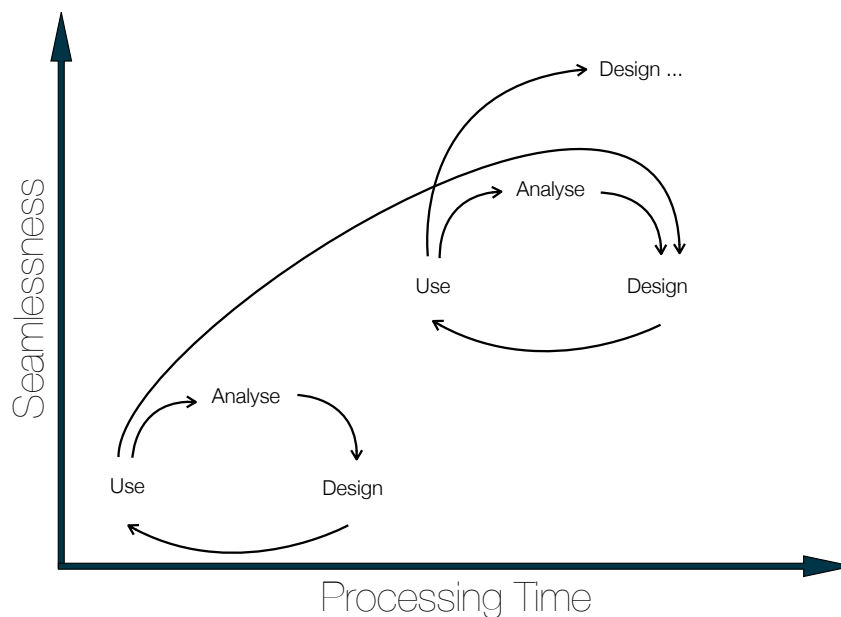 Design ...
Analyse
Use
Design
Analyse
Use
Design
Seamlessness
Processing Time